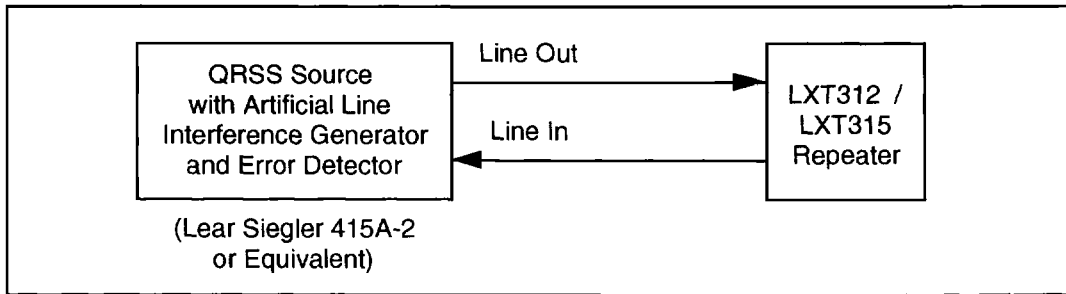 QRSS Source
with Artificial Line
Interference Generator
and Error Detector
(Lear Siegler 415A-2
or Equivalent)
Line Out
Line In
LXT312 /
LXT315
Repeater